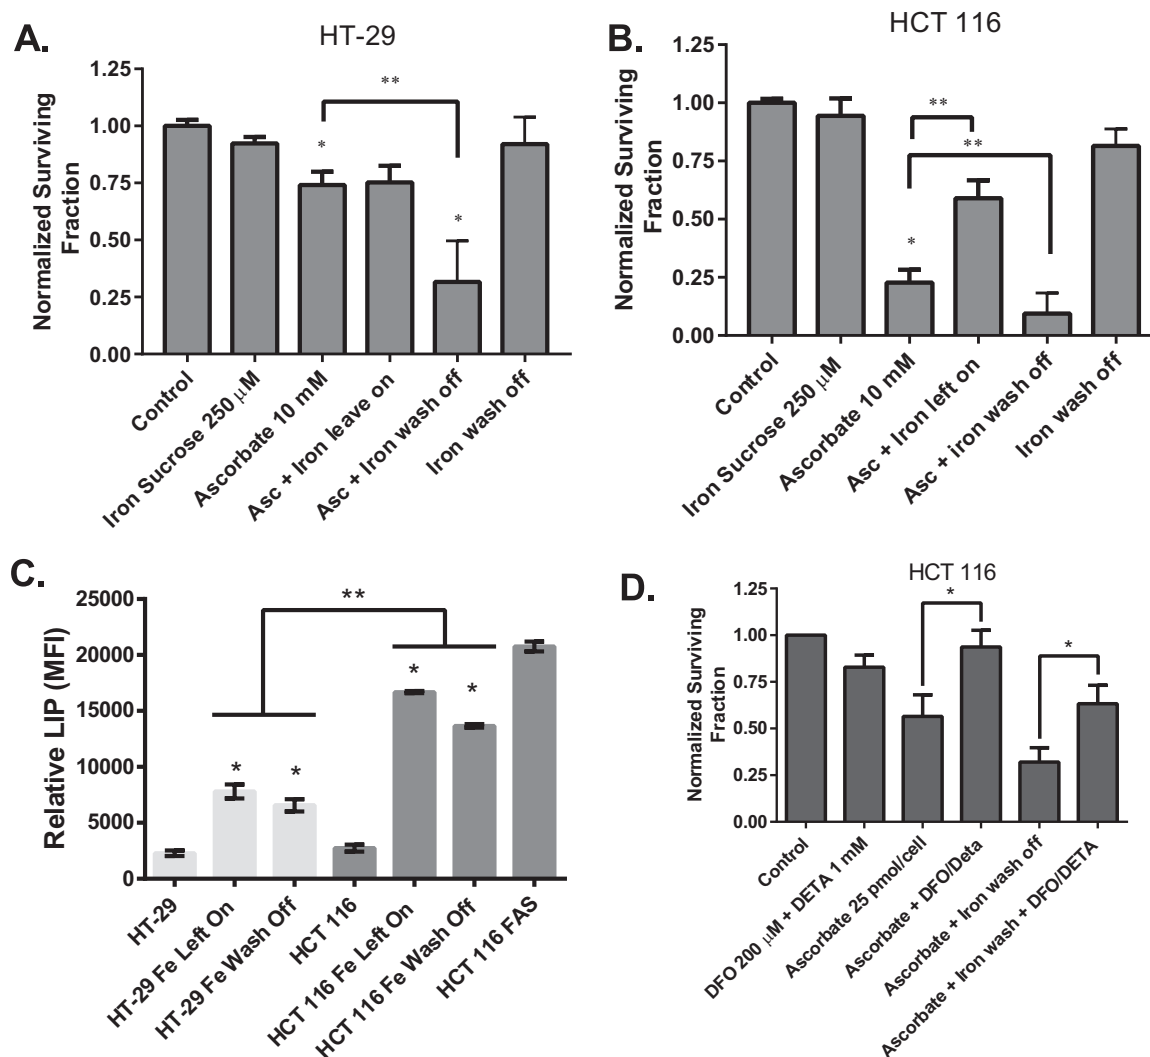 A.
HT-29
Normalized Surviving
Fraction
1.25
1.00
0.75
0.50
0.25
0.00
*
**
*
Control
Iron Sucrose 250 µM
Ascorbate 10 mM
Asc + Iron leave on
Asc + Iron wash off
Iron wash off
B.
HCT 116
Normalized Surviving
Fraction
1.25
1.00
0.75
0.50
0.25
0.00
**
**
*
Control
Iron Sucrose 250 µM
Ascorbate 10 mM
Asc + Iron left on
Asc + iron wash off
Iron wash off
C.
Relative LIP (MFI)
25000
20000
15000
10000
5000
0
**
*
*
*
*
HT-29
HT-29 Fe Left On
HT-29 Fe Wash Off
HCT 116
HCT 116 Fe Left On
HCT 116 Fe Wash Off
HCT 116 FAS
D.
HCT 116
Normalized Surviving
Fraction
1.25
1.00
0.75
0.50
0.25
0.00
*
*
Control
DFO 200 µM + DETA 1 mM
Ascorbate 25 pmol/cell
Ascorbate + DFO/Deta
Ascorbate + Iron wash off
Ascorbate + Iron wash + DFO/DETA